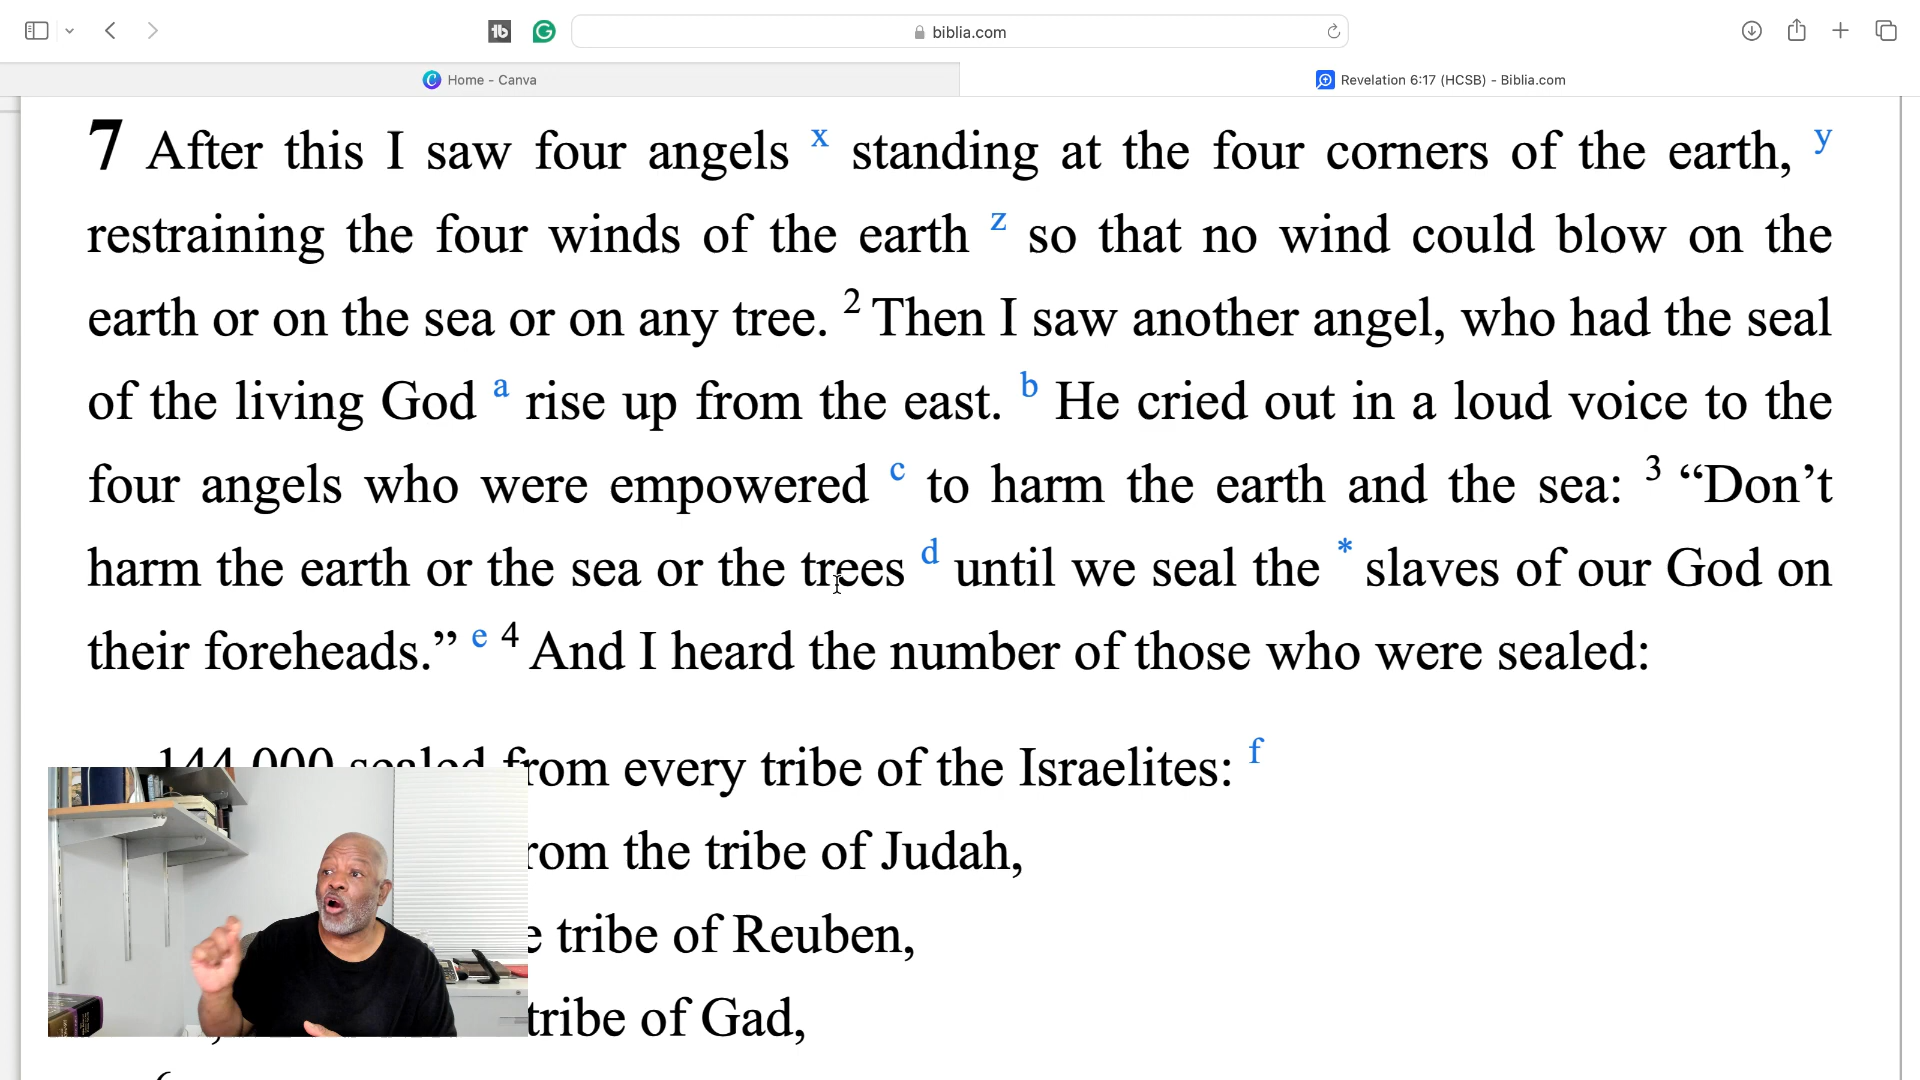 biblia.com
Home - Canva
Revelation 6:17 (HCSB) - Biblia.com
7 After this I saw four angels x standing at the four corners of the earth, y
restraining the four winds of the earth z so that no wind could blow on the
earth or on the sea or on any tree. 2 Then I saw another angel, who had the seal
of the living God a rise up from the east. b He cried out in a loud voice to the
four angels who were empowered c to harm the earth and the sea: 3 “Don’t
harm the earth or the sea or the trees d until we seal the * slaves of our God on
their foreheads.” e 4 And I heard the number of those who were sealed:
144,000 sealed from every tribe of the Israelites: f
from the tribe of Judah,
tribe of Reuben,
tribe of Gad,